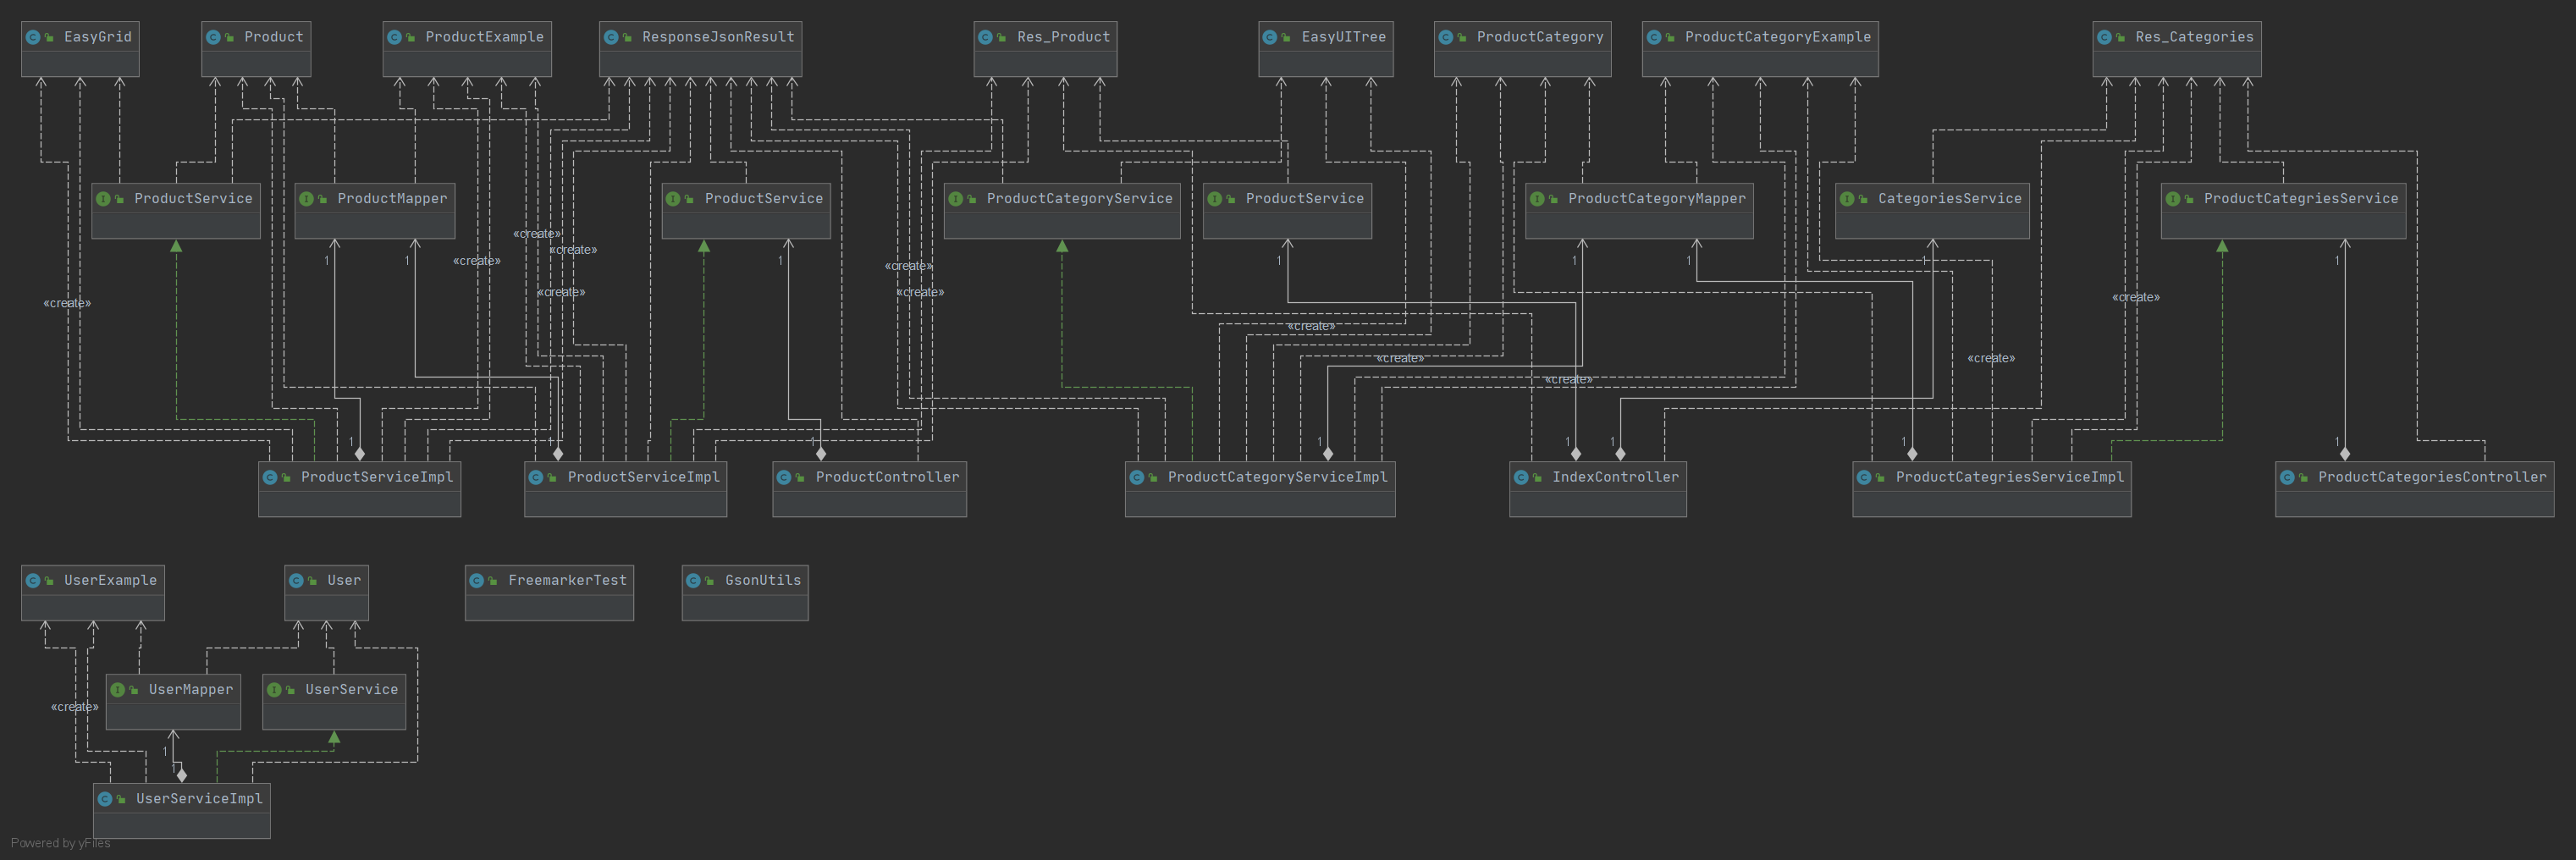 EasyGrid
Product
ProductExample
ResponseJsonResult
Res_Product
EasyUITree
ProductCategory
ProductCategoryExample
Res_Categories
ProductService
ProductMapper
ProductService
ProductCategoryService
ProductService
ProductCategoryMapper
CategoriesService
ProductCategriesService
«create»
«create»
1
1
«create»
1
«create»
1
1
1
1
1
«create»
«create»
«create»
«create»
«create»
«create»
«create»
«create»
1
1
1
1
1
1
1
1
ProductServiceImpl
ProductServiceImpl
ProductController
ProductCategoryServiceImpl
IndexController
ProductCategriesServiceImpl
ProductCategoriesController
UserExample
User
FreemarkerTest
GsonUtils
UserMapper
UserService
«create»
1
1
UserServiceImpl
Powered by yFiles